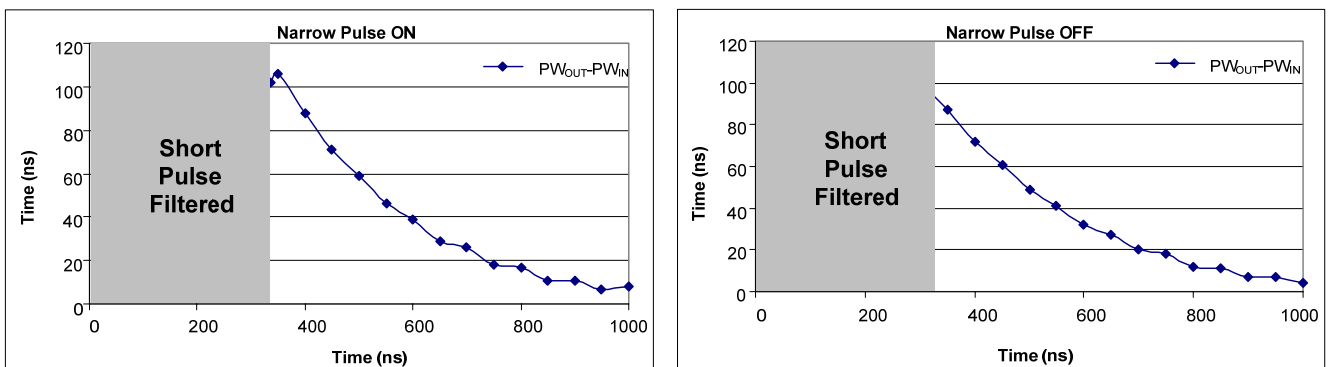 Narrow Pulse ON
120
100
80
60
40
20
0
Time (ns)
Short
Pulse
Filtered
PWOUT-PWIN
0 200 400 600 800 1000
Time (ns)
Narrow Pulse OFF
120
100
80
60
40
20
0
Time (ns)
Short
Pulse
Filtered
PWOUT-PWIN
0 200 400 600 800 1000
Time (ns)